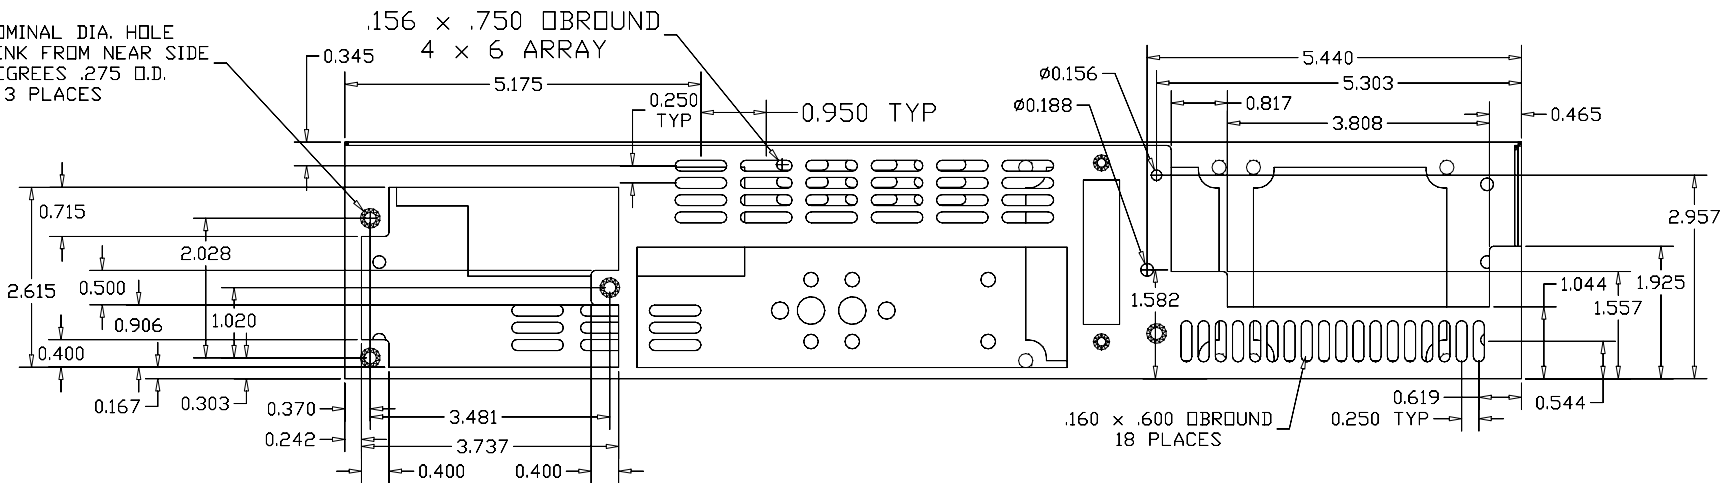 .156 x .750 OBROUND
4 x 6 ARRAY
DIA. HOLE
FROM NEAR SIDE
.275 O.D.
3 PLACES
0.345
5.175
0.250
TYP
0.950 TYP
Ø0.156
Ø0.188
5.440
5.303
0.817
3.808
0.465
0.715
2.028
2.615
0.500
0.906
1.020
0.400
0.167
0.303
0.370
3.481
0.242
3.737
0.400
0.400
2.957
1.582
1.044
1.925
1.557
0.619
0.544
.160 x .600 OBROUND
18 PLACES
0.250 TYP